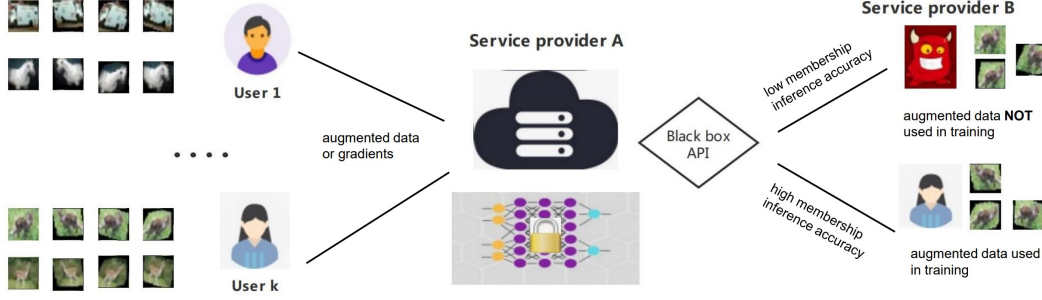 User 1
. . . .
User k
augmented data
or gradients
Service provider A
Black box
API
low membership
inference accuracy
high membership
inference accuracy
Service provider B
augmented data NOT
used in training
augmented data used
in training